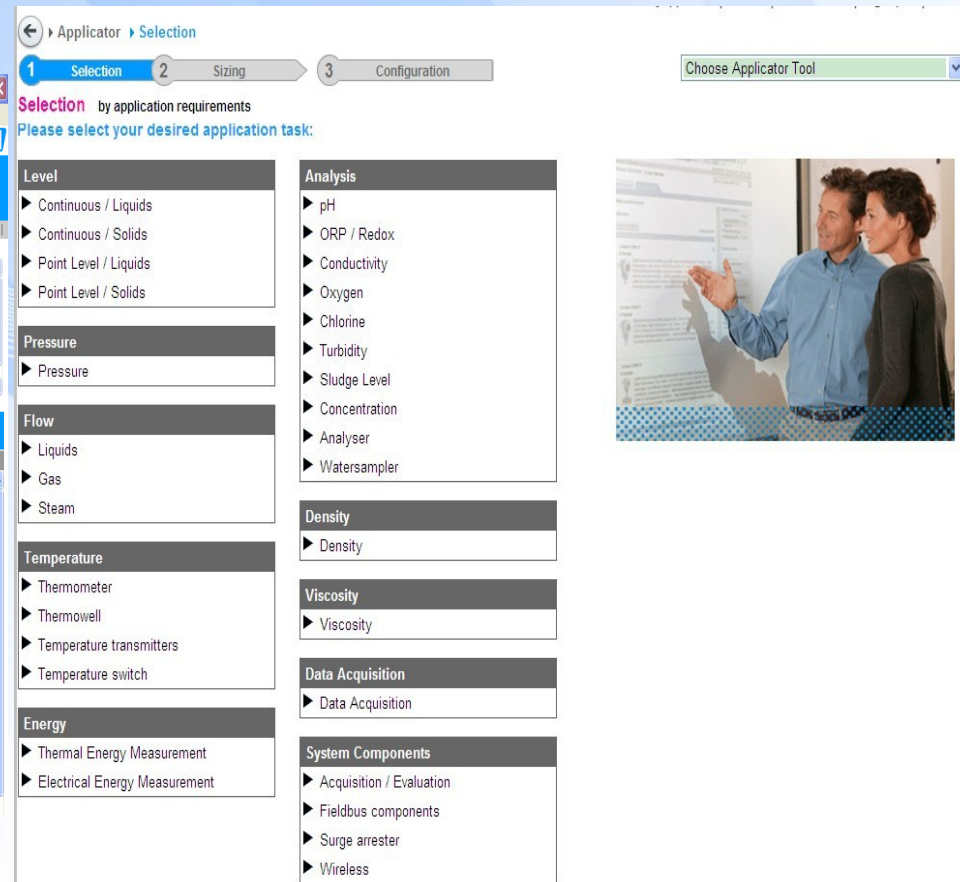 Applicator Selection
1 Selection 2 Sizing 3 Configuration
Choose Applicator Tool
Selection by application requirements
Please select your desired application task:
Level
Continuous / Liquids
Continuous / Solids
Point Level / Liquids
Point Level / Solids
Pressure
Pressure
Flow
Liquids
Gas
Steam
Temperature
Thermometer
Thermowell
Temperature transmitters
Temperature switch
Energy
Thermal Energy Measurement
Electrical Energy Measurement
Analysis
pH
ORP / Redox
Conductivity
Oxygen
Chlorine
Turbidity
Sludge Level
Concentration
Analyser
Watersampler
Density
Density
Viscosity
Viscosity
Data Acquisition
Data Acquisition
System Components
Acquisition / Evaluation
Fieldbus components
Surge arrester
Wireless